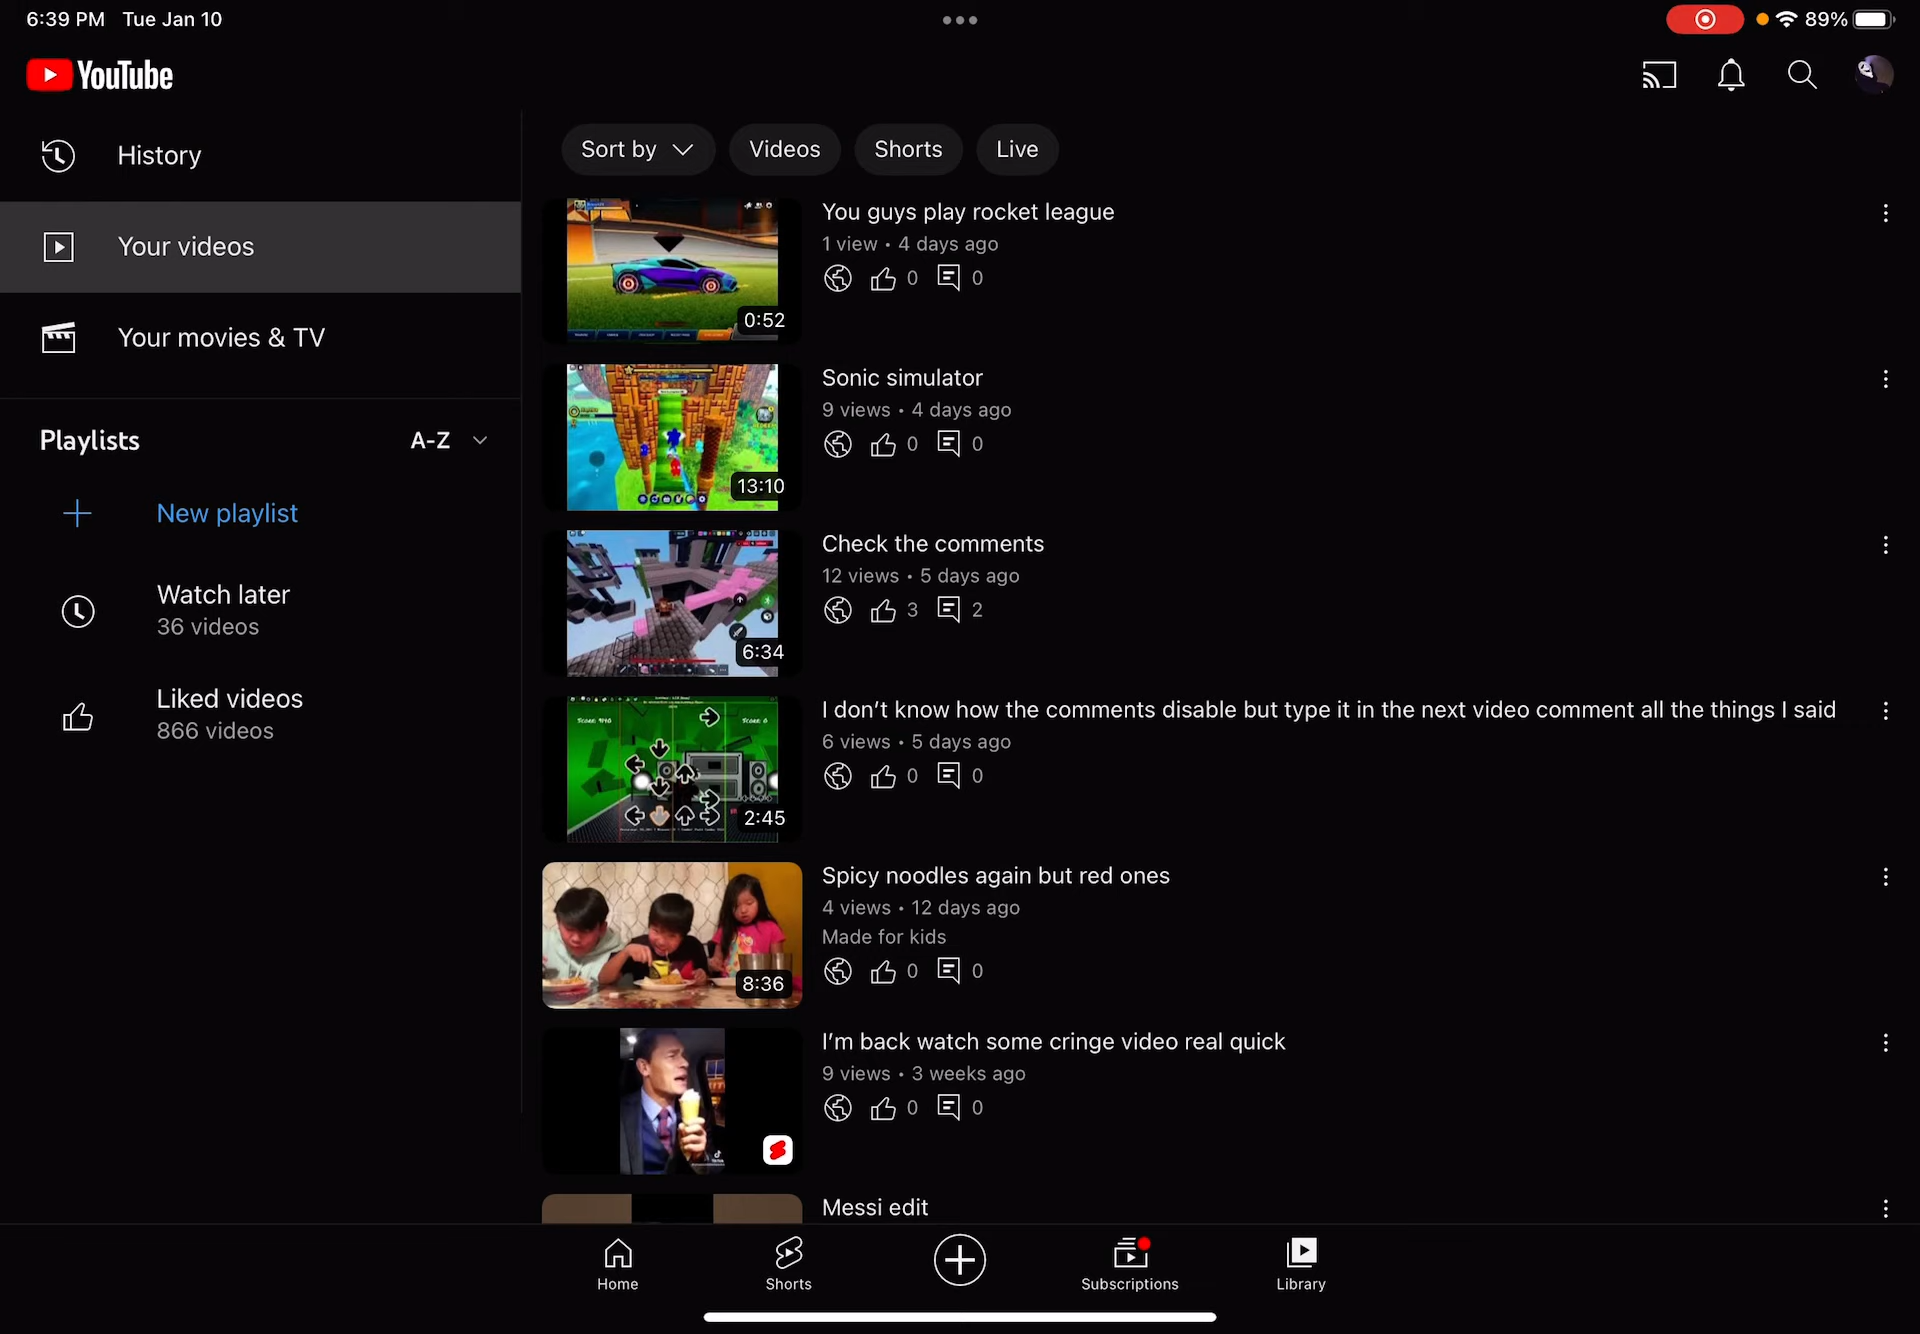 6:39 PM Tue Jan 10
89%
YouTube
History
Your videos
Your movies & TV
Playlists
A-Z
New playlist
Watch later
36 videos
Liked videos
866 videos
Sort by
Videos
Shorts
Live
You guys play rocket league
1 view • 4 days ago
0 0
0:52
Sonic simulator
9 views • 4 days ago
0 0
13:10
Check the comments
12 views • 5 days ago
3 2
6:34
I don’t know how the comments disable but type it in the next video comment all the things I said
6 views • 5 days ago
0 0
2:45
Spicy noodles again but red ones
4 views • 12 days ago
Made for kids
0 0
8:36
I’m back watch some cringe video real quick
9 views • 3 weeks ago
0 0
Messi edit
Home
Shorts
Subscriptions
Library